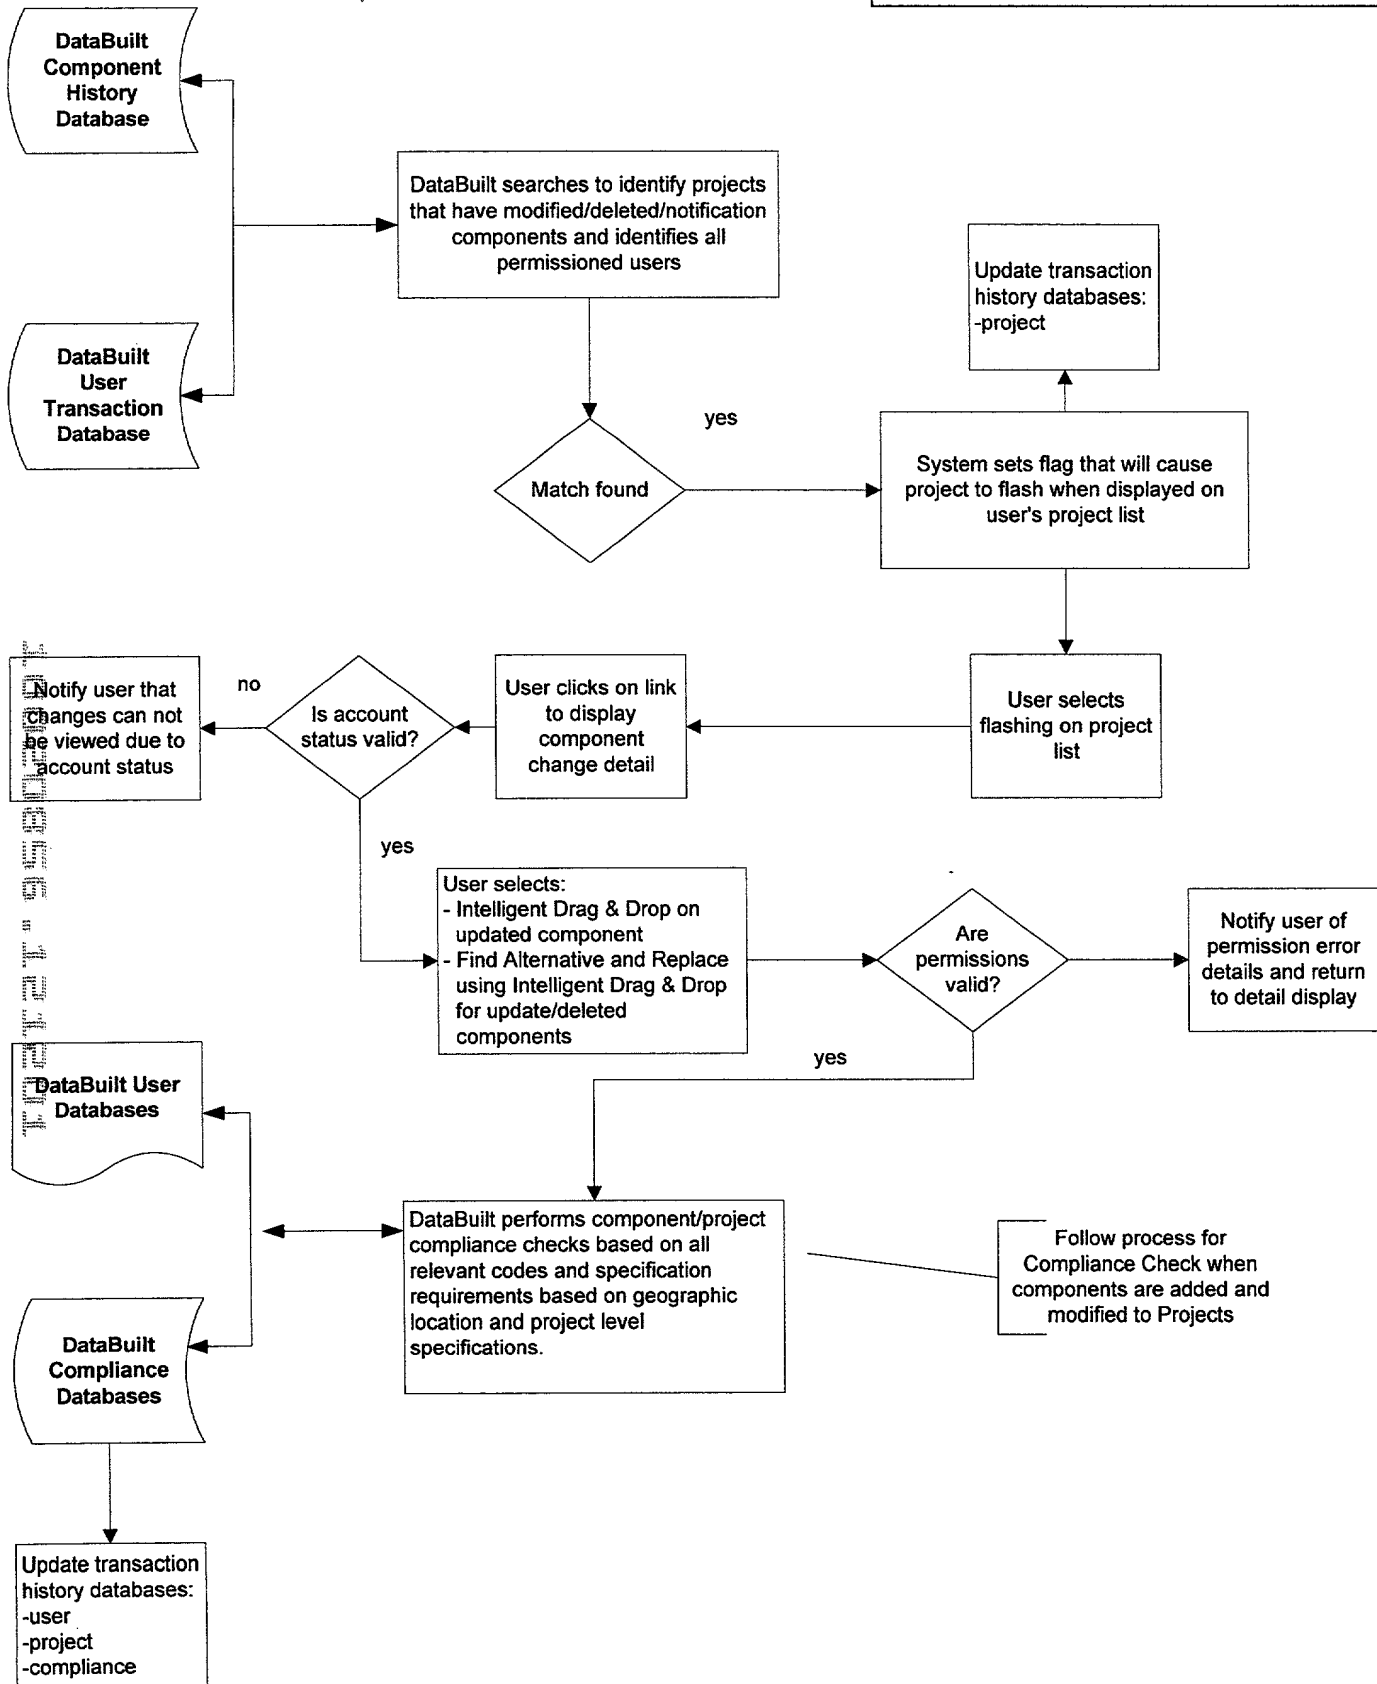 DataBuilt
Component
History
Database
DataBuilt searches to identify projects
that have modified/deleted/notification
components and identifies all
permissioned users
Update transaction
history databases:
-project
DataBuilt
User
Transaction
Database
yes
Match found
System sets flag that will cause
project to flash when displayed on
user's project list
Notify user that
changes can not
be viewed due to
account status
no
Is account
status valid?
User clicks on link
to display
component
change detail
User selects
flashing on project
list
yes
User selects:
- Intelligent Drag & Drop on
updated component
- Find Alternative and Replace
using Intelligent Drag & Drop
for update/deleted
components
Are
permissions
valid?
Notify user of
permission error
details and return
to detail display
yes
DataBuilt User
Databases
DataBuilt performs component/project
compliance checks based on all
relevant codes and specification
requirements based on geographic
location and project level
specifications.
Follow process for
Compliance Check when
components are added and
modified to Projects
DataBuilt
Compliance
Databases
Update transaction
history databases:
-user
-project
-compliance